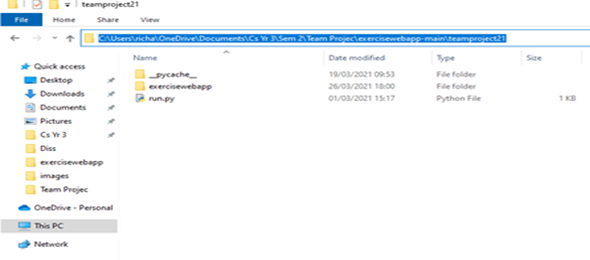 teamproject21
File Home Share View
C:\Users\richa\OneDrive\Documents\Cs Yr 3\Sem 2\Team Projec\exercisewebapp-main\teamproject21
Name Date modified Type Size
Quick access
Desktop
Downloads
Documents
Pictures
Cs Yr 3
Diss
exercisewebapp
images
Team Projec
OneDrive - Personal
This PC
Network
__pycache__ 19/03/2021 09:53 File folder
exercisewebapp 26/03/2021 18:00 File folder
run.py 01/03/2021 15:17 Python File 1 KB